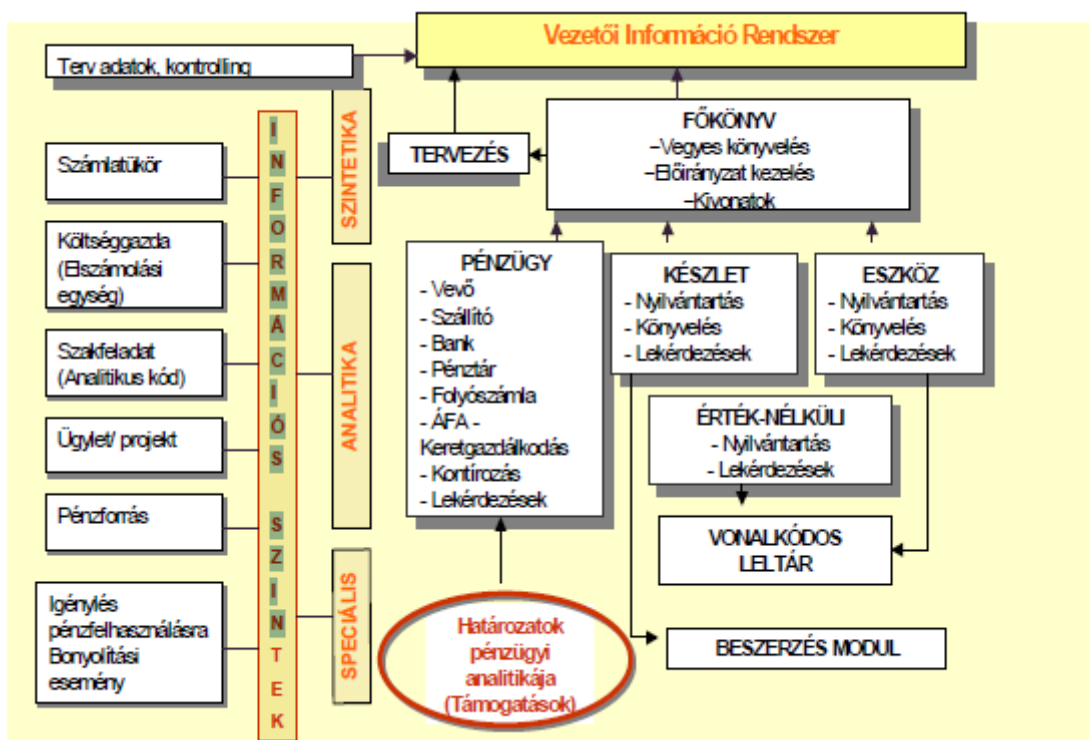 Vezetői Információ Rendszer
Terv adatok, kontrolling
Számlatükör
Költséggazda
(Elszámolási
egység)
Szakfeladat
(Analitikus kód)
Ügylet/ projekt
Pénzforrás
Igénylés
pénzfelhasználásra
Bonyolítási
esemény
INFORMÁCIÓS SZINTEK
SZINTETIKA
ANALITIKA
SPECIÁLIS
TERVEZÉS
FŐKÖNYV
–Vegyes könyvelés
–Előirányzat kezelés
–Kivonatok
PÉNZÜGY
- Vevő
- Szállító
- Bank
- Pénztár
- Folyószámla
- ÁFA -
Keretgazdálkodás
- Kontírozás
- Lekérdezések
KÉSZLET
- Nyilvántartás
- Könyvelés
- Lekérdezések
ESZKÖZ
- Nyilvántartás
- Könyvelés
- Lekérdezések
ÉRTÉK-NÉLKÜLI
- Nyilvántartás
- Lekérdezések
VONALKÓDOS
LELTÁR
BESZERZÉS MODUL
Határozatok
pénzügyi
analitikája
(Támogatások)